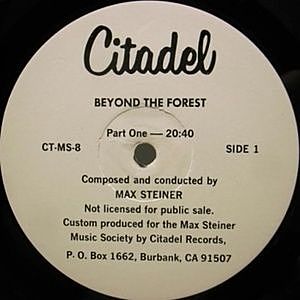 Citadel
BEYOND THE FOREST
Part One — 20:40
CT-MS-8
SIDE 1
Composed and conducted by
MAX STEINER
Not licensed for public sale.
Custom produced for the Max Steiner
Music Society by Citadel Records,
P. O. Box 1662, Burbank, CA 91507